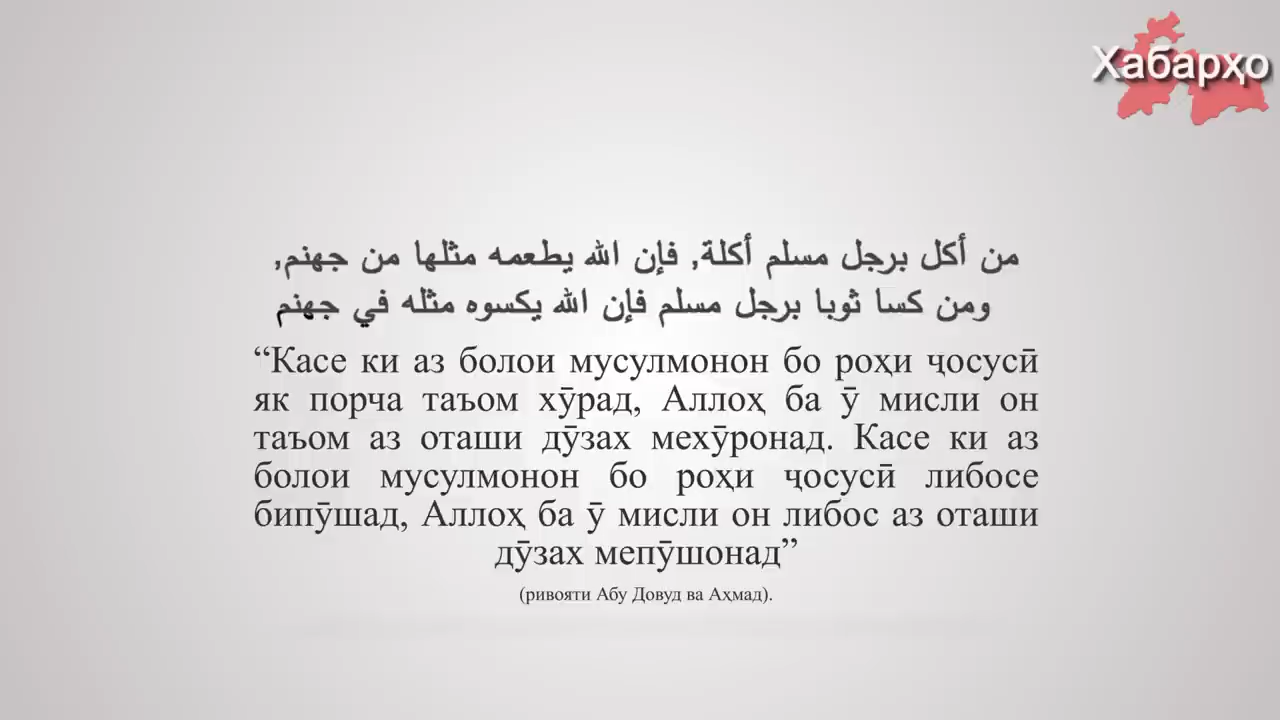 Хабарҳо
من أكل برجل مسلم أكلة, فإن الله يطعمه مثلها من جهنم,
ومن كسا ثوبا برجل مسلم فإن الله يكسوه مثله في جهنم
“Касе ки аз болои мусулмонон бо роҳи ҷосусӣ
як порча таъом хӯрад, Аллоҳ ба ӯ мисли он
таъом аз оташи дӯзах мехӯронад. Касе ки аз
болои мусулмонон бо роҳи ҷосусӣ либосе
бипӯшад, Аллоҳ ба ӯ мисли он либос аз оташи
дӯзах мепӯшонад”
(ривояти Абу Довуд ва Аҳмад).